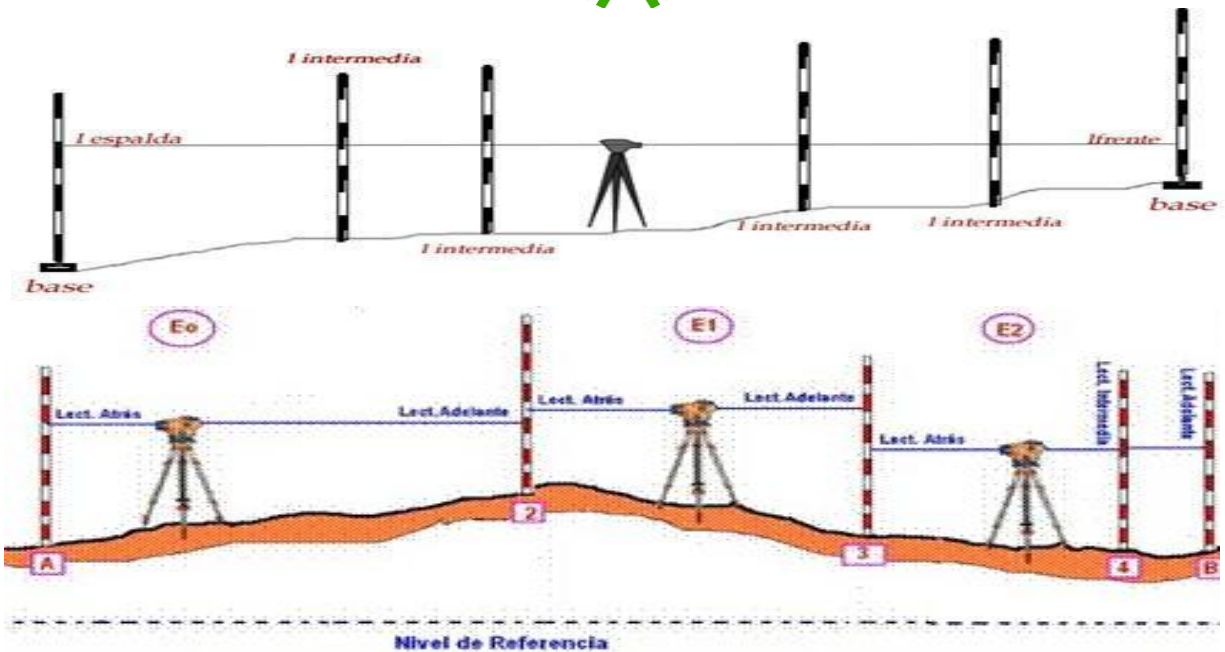 l intermedia
l espalda
lfrente
base
l intermedia
l intermedia
l intermedia
base
Eo
E1
E2
Lect. Atrás
Lect.Adelante
Lect. Atrás
Lect.Adelante
Lect. Atrás
Lect. Intermedia
Lect.Adelante
A
2
3
4
B
Nivel de Referencia